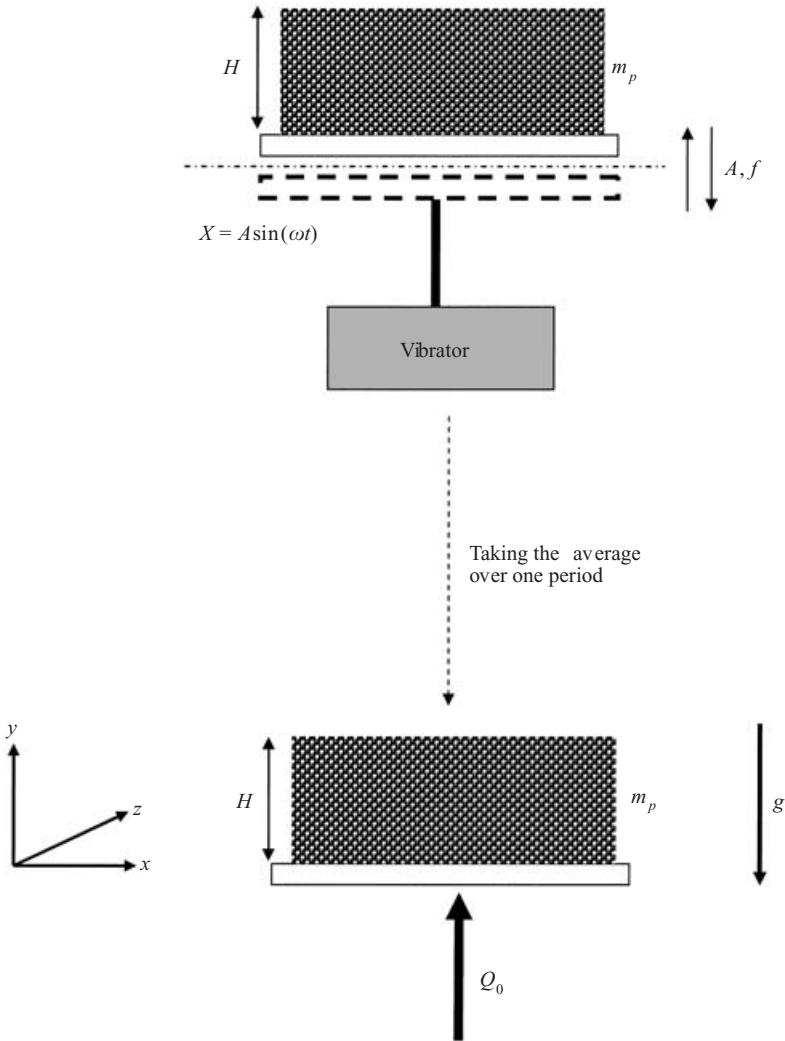 H
m_p
A, f
X = A sin(ωt)
Vibrator
Taking the average
over one period
y
z
x
H
m_p
g
Q_0